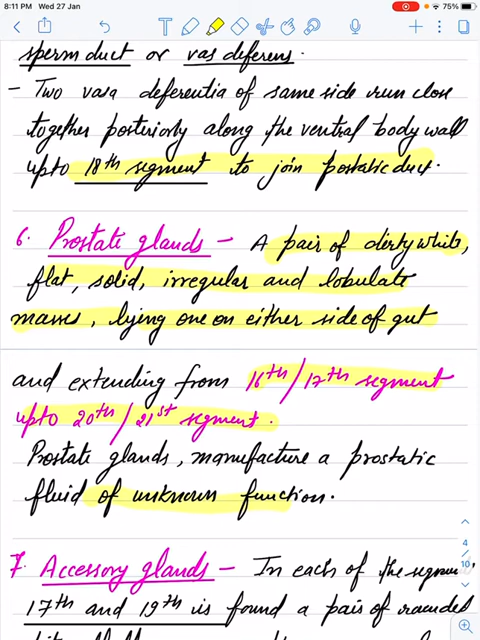 8:11 PM Wed 27 Jan
75%
sperm duct or vas deferens.
- Two vasa deferentia of same side run close
together posteriorly along the ventral body wall
upto 18th segment to join postatic duct.
6. Prostate glands - A pair of dirty white,
flat, solid, irregular and lobulate
masses, lying one on either side of gut
and extending from 16th/17th segment
upto 20th/21st segment.
Prostate glands, manufacture a prostatic
fluid of unknown function.
4
10
7. Accessory glands - In each of the segmen
17th and 19th is found a pair of rounded